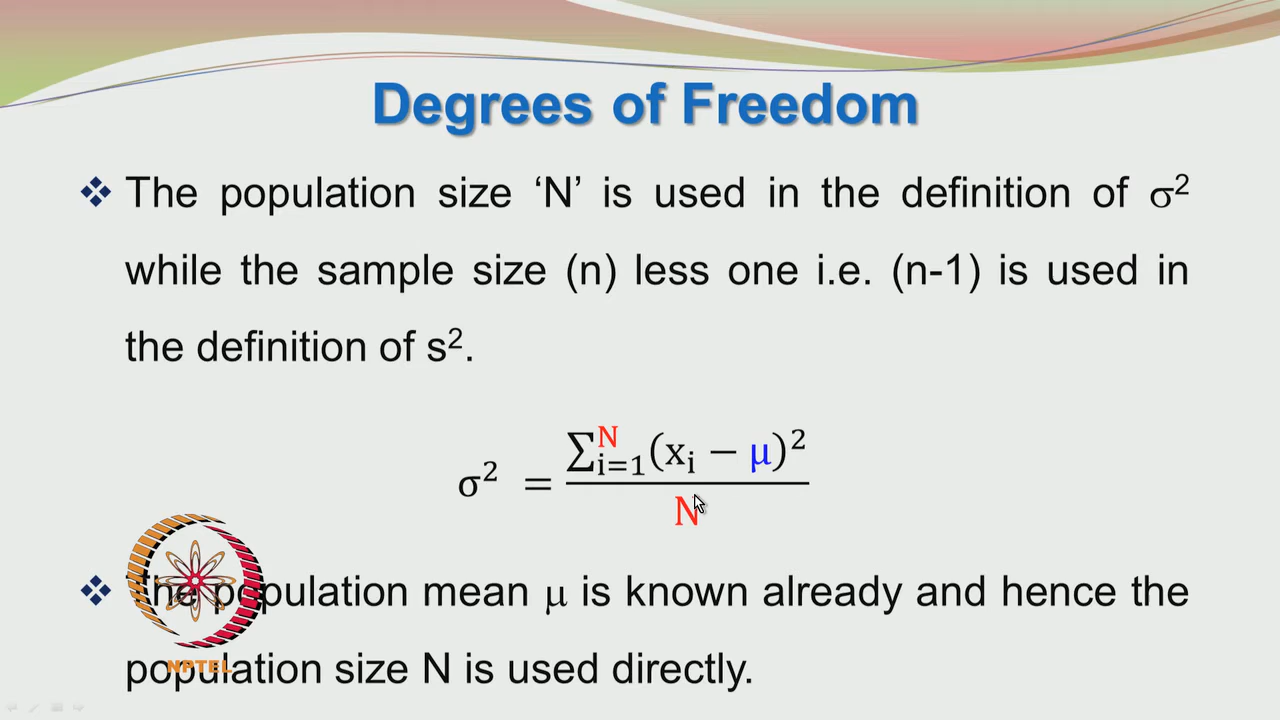 Degrees of Freedom
❖ The population size ‘N’ is used in the definition of σ²
while the sample size (n) less one i.e. (n-1) is used in
the definition of s².
σ² = ∑ᵢ₌₁ᴺ(xᵢ − μ)² / N
❖ The population mean μ is known already and hence the
population size N is used directly.
NPTEL